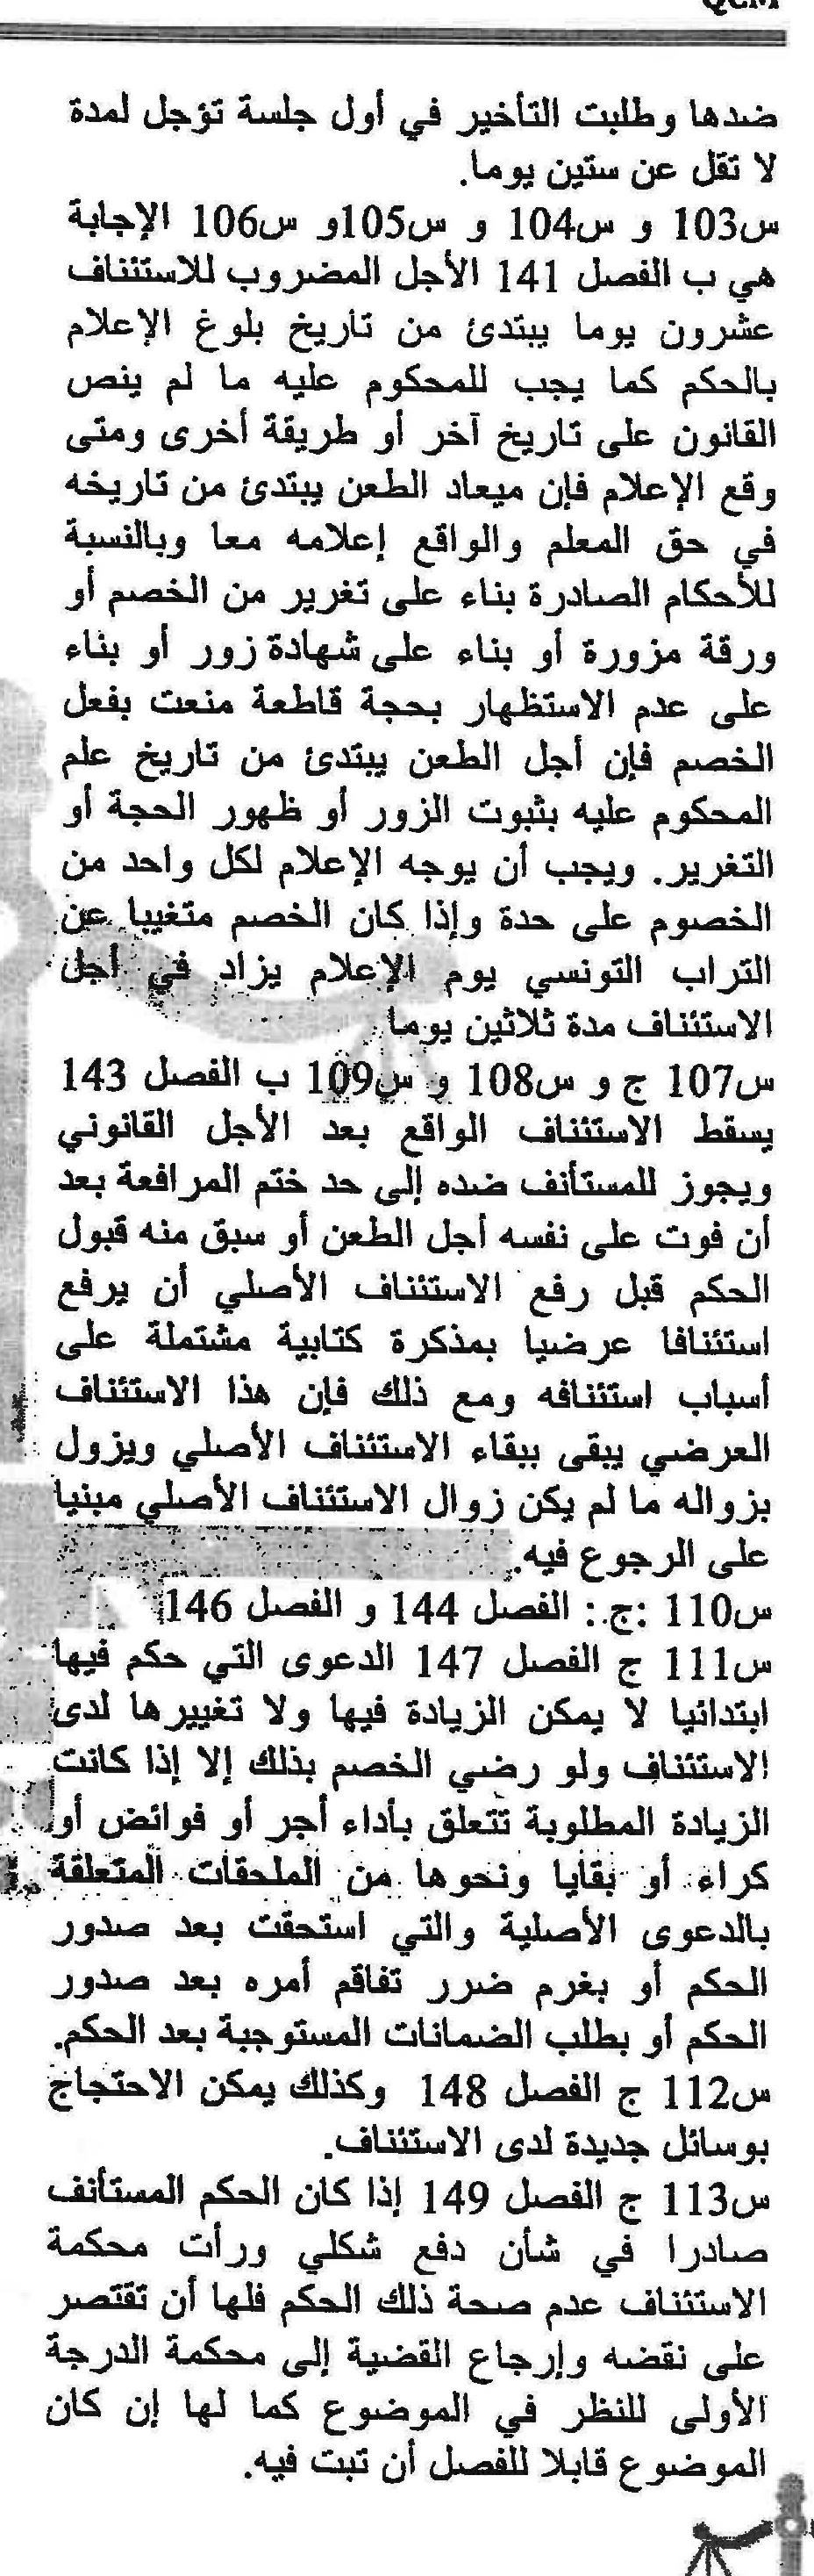 QCM
ضدها وطلبت التأخير في أول جلسة تؤجل لمدة
لا تقل عن ستين يوما.
س103 و س104 و س105و س106 الإجابة
هي ب الفصل 141 الأجل المضروب للاستئناف
عشرون يوما يبتدئ من تاريخ بلوغ الإعلام
بالحكم كما يجب للمحكوم عليه ما لم ينص
القانون على تاريخ آخر أو طريقة أخرى ومتى
وقع الإعلام فإن ميعاد الطعن يبتدئ من تاريخه
في حق المعلم والواقع إعلامه معا وبالنسبة
للأحكام الصادرة بناء على تغرير من الخصم أو
ورقة مزورة أو بناء على شهادة زور أو بناء
على عدم الاستظهار بحجة قاطعة منعت بفعل
الخصم فإن أجل الطعن يبتدئ من تاريخ علم
المحكوم عليه بثبوت الزور أو ظهور الحجة أو
التغرير. ويجب أن يوجه الإعلام لكل واحد من
الخصوم على حدة وإذا كان الخصم متغيبا عن
التراب التونسي يوم الإعلام يزاد في أجل
الاستئناف مدة ثلاثين يوما
س107 ج و س108 و س109 ب الفصل 143
يسقط الاستئناف الواقع بعد الأجل القانوني
ويجوز للمستأنف ضده إلى حد ختم المرافعة بعد
أن فوت على نفسه أجل الطعن أو سبق منه قبول
الحكم قبل رفع الاستئناف الأصلي أن يرفع
استئنافا عرضيا بمذكرة كتابية مشتملة على
أسباب استئنافه ومع ذلك فإن هذا الاستئناف
العرضي يبقى ببقاء الاستئناف الأصلي ويزول
بزواله ما لم يكن زوال الاستئناف الأصلي مبنيا
على الرجوع فيه.
س110 :ج: الفصل 144 و الفصل 146
س111 ج الفصل 147 الدعوى التي حكم فيها
ابتدائيا لا يمكن الزيادة فيها ولا تغييرها لدى
الاستئناف ولو رضي الخصم بذلك إلا إذا كانت
الزيادة المطلوبة تتعلق بأداء أجر أو فوائض أو
كراء أو بقايا ونحوها من الملحقات المتعلقة
بالدعوى الأصلية والتي استحقت بعد صدور
الحكم أو بغرم ضرر تفاقم أمره بعد صدور
الحكم أو بطلب الضمانات المستوجبة بعد الحكم.
س112 ج الفصل 148 وكذلك يمكن الاحتجاج
بوسائل جديدة لدى الاستئناف.
س113 ج الفصل 149 إذا كان الحكم المستأنف
صادرا في شأن دفع شكلي ورأت محكمة
الاستئناف عدم صحة ذلك الحكم فلها أن تقتصر
على نقضه وإرجاع القضية إلى محكمة الدرجة
الأولى للنظر في الموضوع كما لها إن كان
الموضوع قابلا للفصل أن تبت فيه.